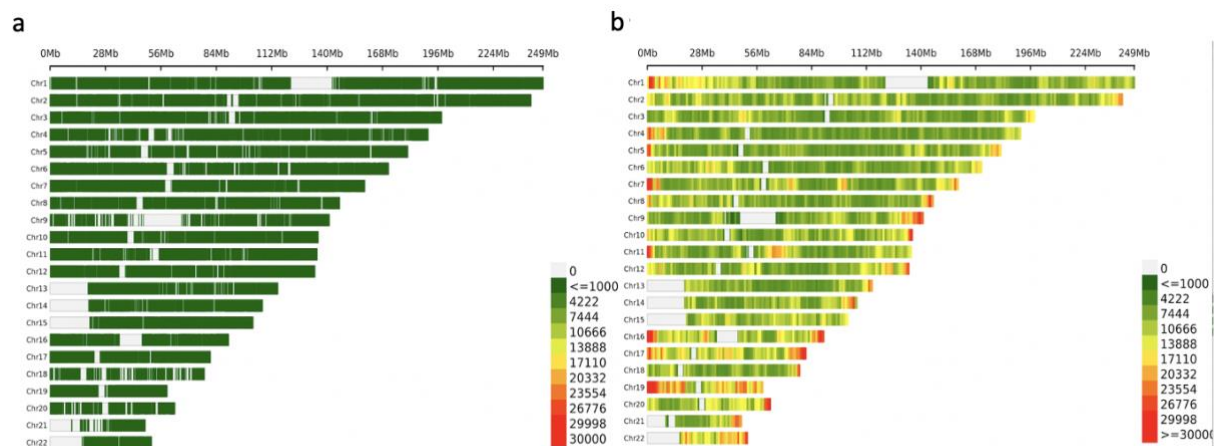 a
0Mb 28Mb 56Mb 84Mb 112Mb 140Mb 168Mb 196Mb 224Mb 249Mb
Chr1
Chr2
Chr3
Chr4
Chr5
Chr6
Chr7
Chr8
Chr9
Chr10
Chr11
Chr12
Chr13
Chr14
Chr15
Chr16
Chr17
Chr18
Chr19
Chr20
Chr21
Chr22
0
<=1000
4222
7444
10666
13888
17110
20332
23554
26776
29998
30000
b
0Mb 28Mb 56Mb 84Mb 112Mb 140Mb 168Mb 196Mb 224Mb 249Mb
Chr1
Chr2
Chr3
Chr4
Chr5
Chr6
Chr7
Chr8
Chr9
Chr10
Chr11
Chr12
Chr13
Chr14
Chr15
Chr16
Chr17
Chr18
Chr19
Chr20
Chr21
Chr22
0
<=1000
4222
7444
10666
13888
17110
20332
23554
26776
29998
>=30000